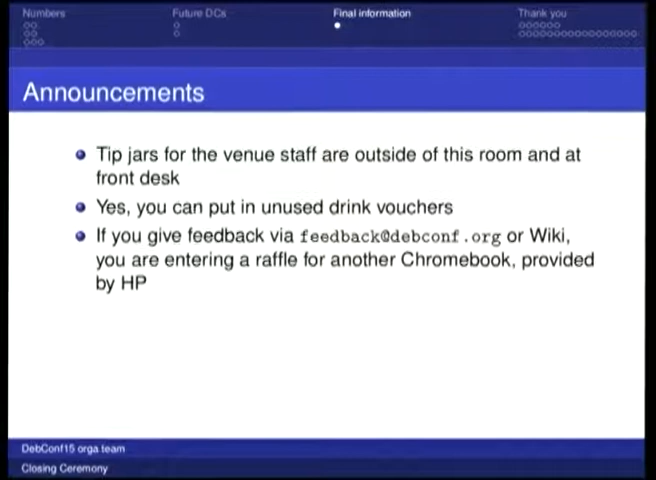 Numbers
Future DCs
Final information
Thank you
Announcements
Tip jars for the venue staff are outside of this room and at
front desk
Yes, you can put in unused drink vouchers
If you give feedback via feedback@debconf.org or Wiki,
you are entering a raffle for another Chromebook, provided
by HP
DebConf15 orga team
Closing Ceremony